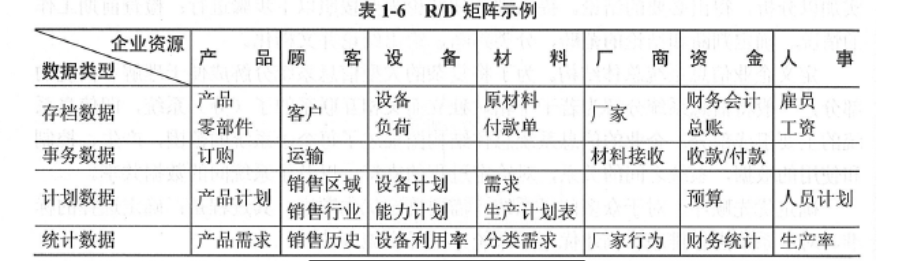 表 1-6 R/D 矩阵示例
企业资源 产品 顾客 设备 材料 厂商 资金 人事
数据类型
存档数据 产品 客户 设备 原材料 厂家 财务会计 雇员
零部件 负荷 付款单 总账 工资
事务数据 订购 运输 材料接收 收款/付款
计划数据 产品计划 销售区域 设备计划 需求 预算 人员计划
销售行业 能力计划 生产计划表
统计数据 产品需求 销售历史 设备利用率 分类需求 厂家行为 财务统计 生产率